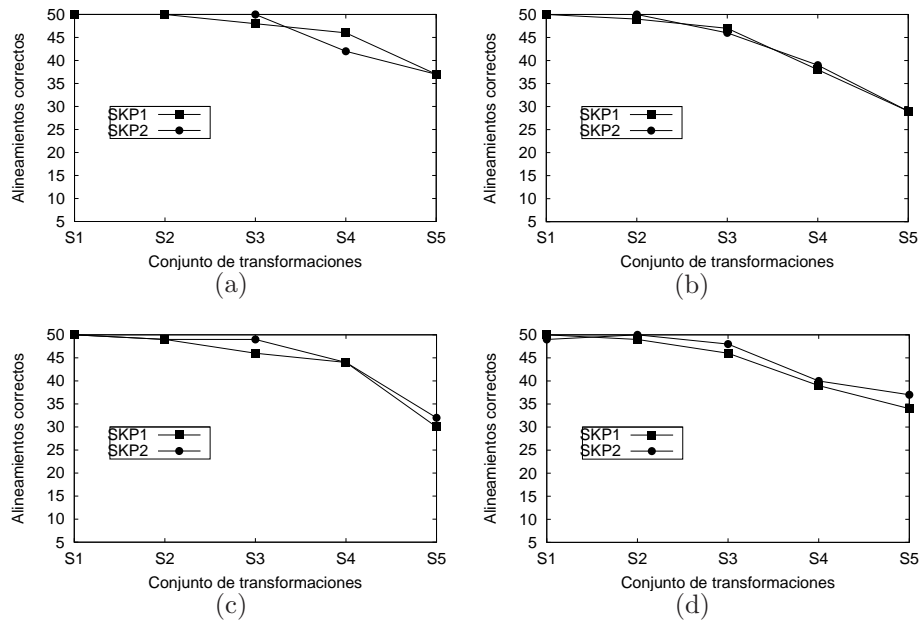 50
45
40
35
30
25
20
15
10
5
Alineamientos correctos
SKP1
SKP2
S1 S2 S3 S4 S5
Conjunto de transformaciones
(a)
50
45
40
35
30
25
20
15
10
5
Alineamientos correctos
SKP1
SKP2
S1 S2 S3 S4 S5
Conjunto de transformaciones
(b)
50
45
40
35
30
25
20
15
10
5
Alineamientos correctos
SKP1
SKP2
S1 S2 S3 S4 S5
Conjunto de transformaciones
(c)
50
45
40
35
30
25
20
15
10
5
Alineamientos correctos
SKP1
SKP2
S1 S2 S3 S4 S5
Conjunto de transformaciones
(d)